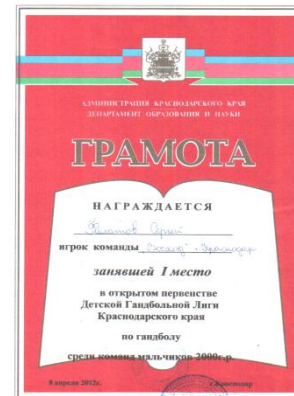 АДМИНИСТРАЦИЯ КРАСНОДАРСКОГО КРАЯ
ДЕПАРТАМЕНТ ОБРАЗОВАНИЯ И НАУКИ
ГРАМОТА
НАГРАЖДАЕТСЯ
игрок команды
занявшей I место
в открытом первенстве
Детской Гандбольной Лиги
Краснодарского края
по гандболу
среди команд мальчиков 2000г.р.
8 апреля 2012г. г.Краснодар